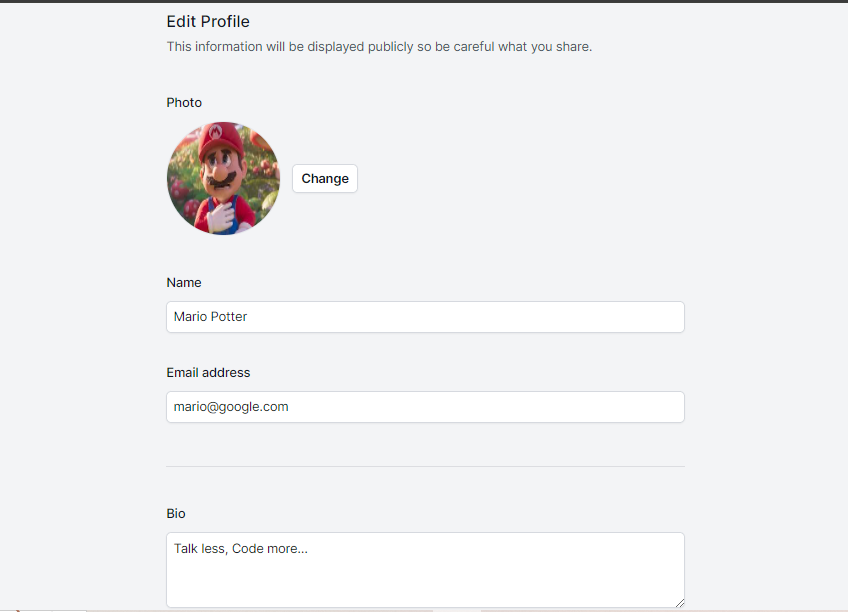 Edit Profile
This information will be displayed publicly so be careful what you share.
Photo
M
Change
Name
Mario Potter
Email address
mario@google.com
Bio
Talk less, Code more...